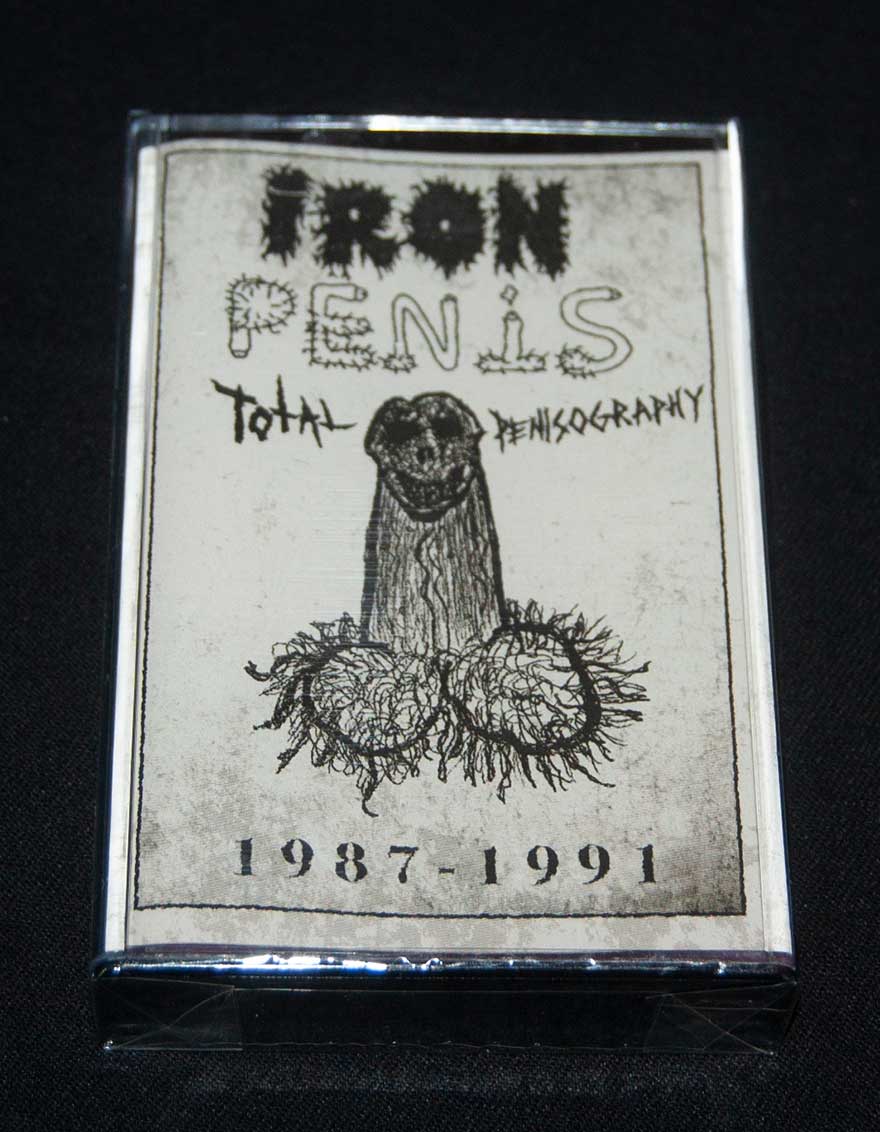 IRON
PENiS
TOTAL PENISOGRAPHY
1987-1991